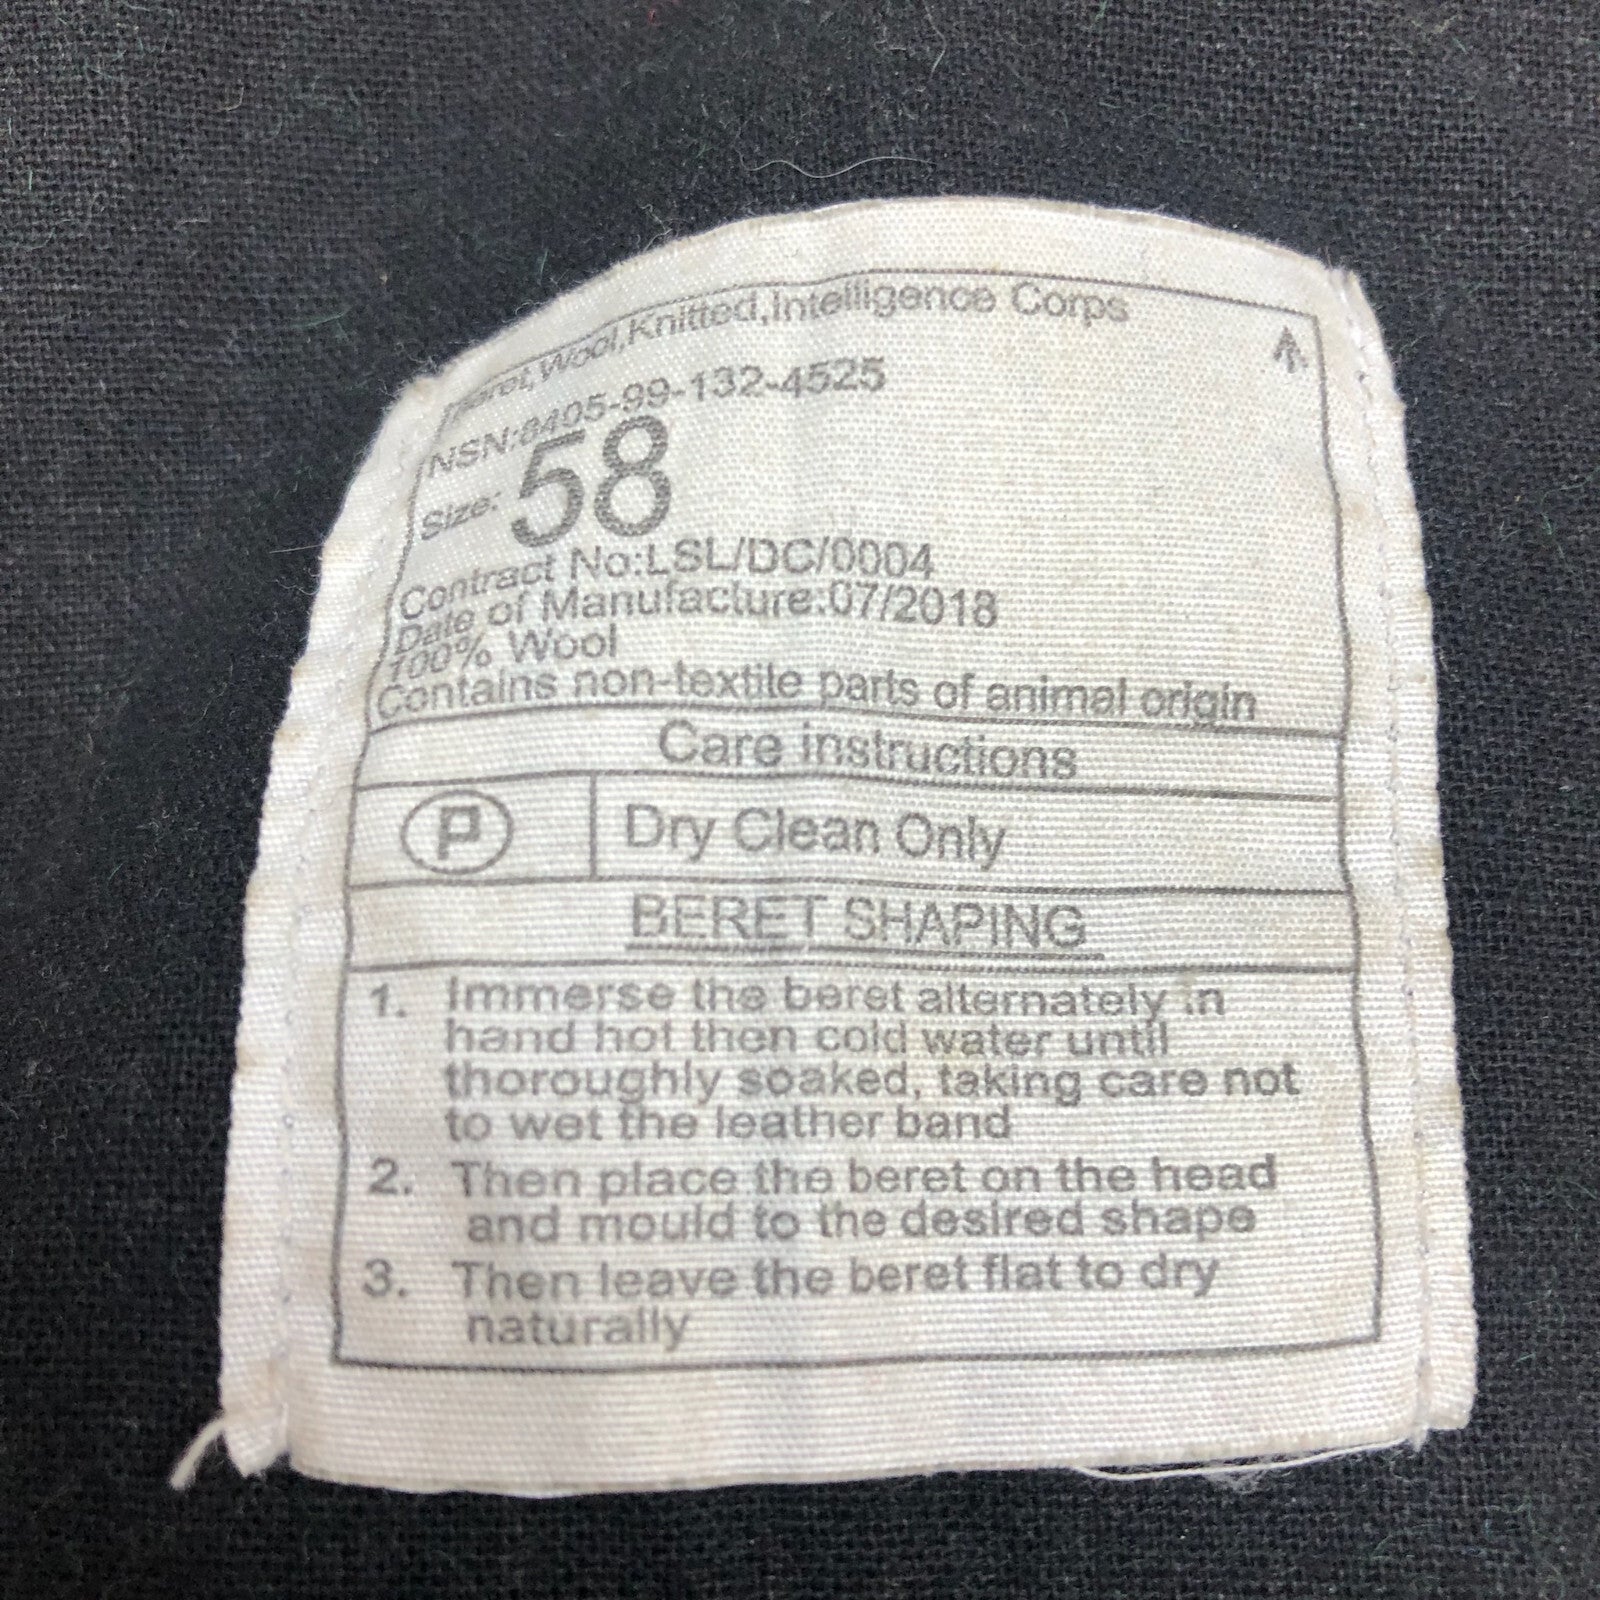 Beret,Wool,Knitted,Intelligence Corps
NSN:8405-99-132-4525
Size: 58
Contract No:LSL/DC/0004
Date of Manufacture:07/2018
100% Wool
Contains non-textile parts of animal origin
Care instructions
P Dry Clean Only
BERET SHAPING
1. Immerse the beret alternately in
hand hot then cold water until
thoroughly soaked, taking care not
to wet the leather band
2. Then place the beret on the head
and mould to the desired shape
3. Then leave the beret flat to dry
naturally